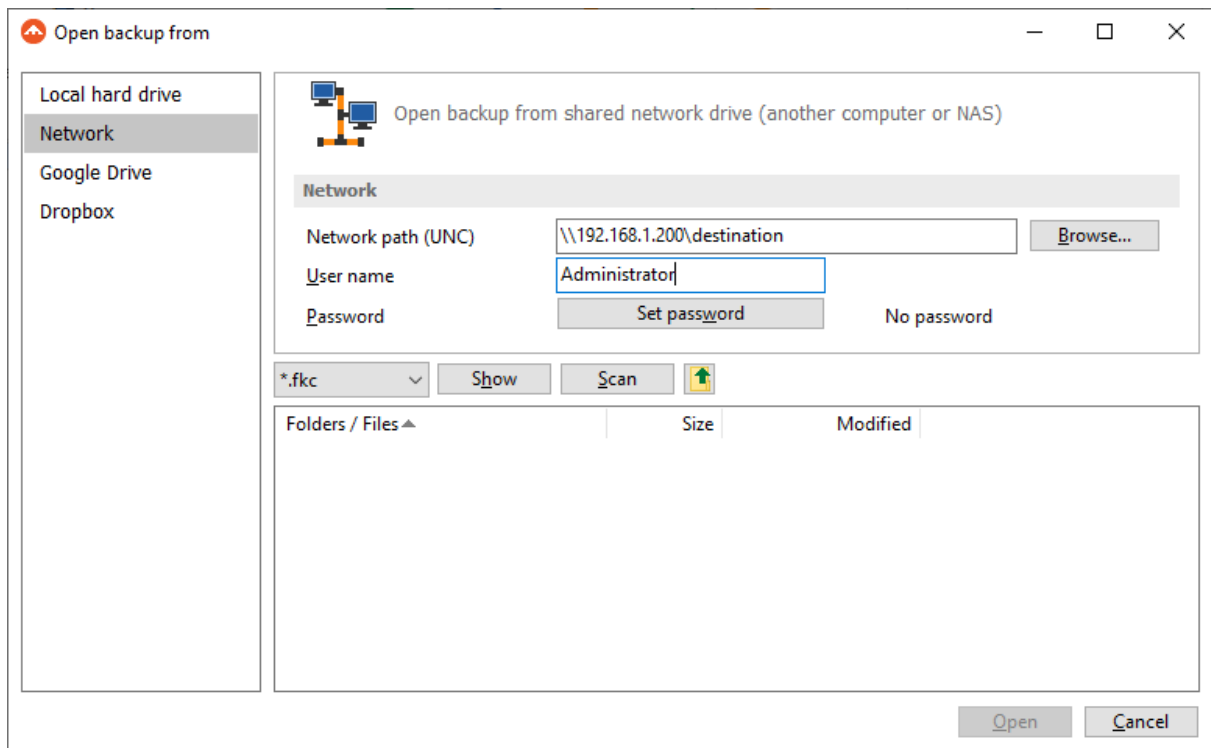 Open backup from
Local hard drive
Network
Google Drive
Dropbox
Open backup from shared network drive (another computer or NAS)
Network
Network path (UNC) \\192.168.1.200\destination Browse...
User name Administrator
Password Set password No password
*.fkc Show Scan
Folders / Files Size Modified
Open Cancel